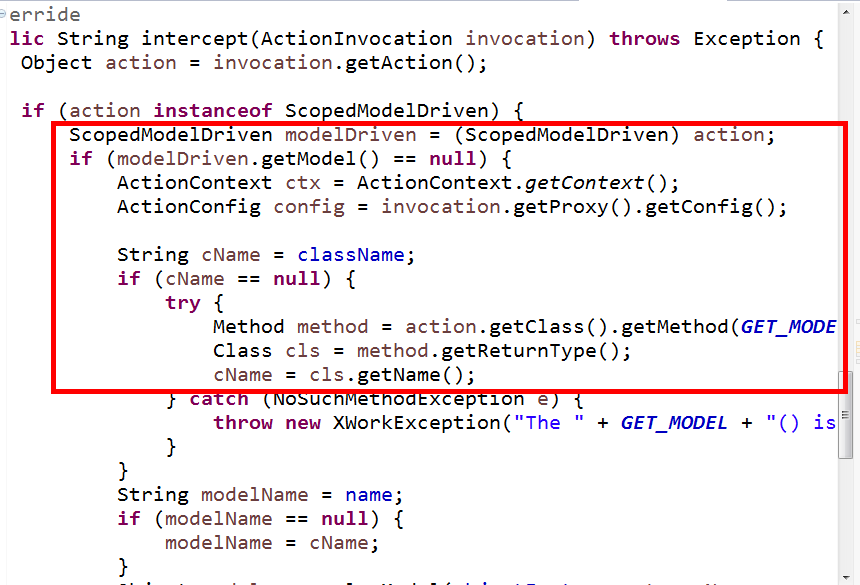 erride
lic String intercept(ActionInvocation invocation) throws Exception {
Object action = invocation.getAction();
if (action instanceof ScopedModelDriven) {
ScopedModelDriven modelDriven = (ScopedModelDriven) action;
if (modelDriven.getModel() == null) {
ActionContext ctx = ActionContext.getContext();
ActionConfig config = invocation.getProxy().getConfig();
String cName = className;
if (cName == null) {
try {
Method method = action.getClass().getMethod(GET_MODE
Class cls = method.getReturnType();
cName = cls.getName();
} catch (NoSuchMethodException e) {
throw new XWorkException("The " + GET_MODEL + "() is
}
}
String modelName = name;
if (modelName == null) {
modelName = cName;
}